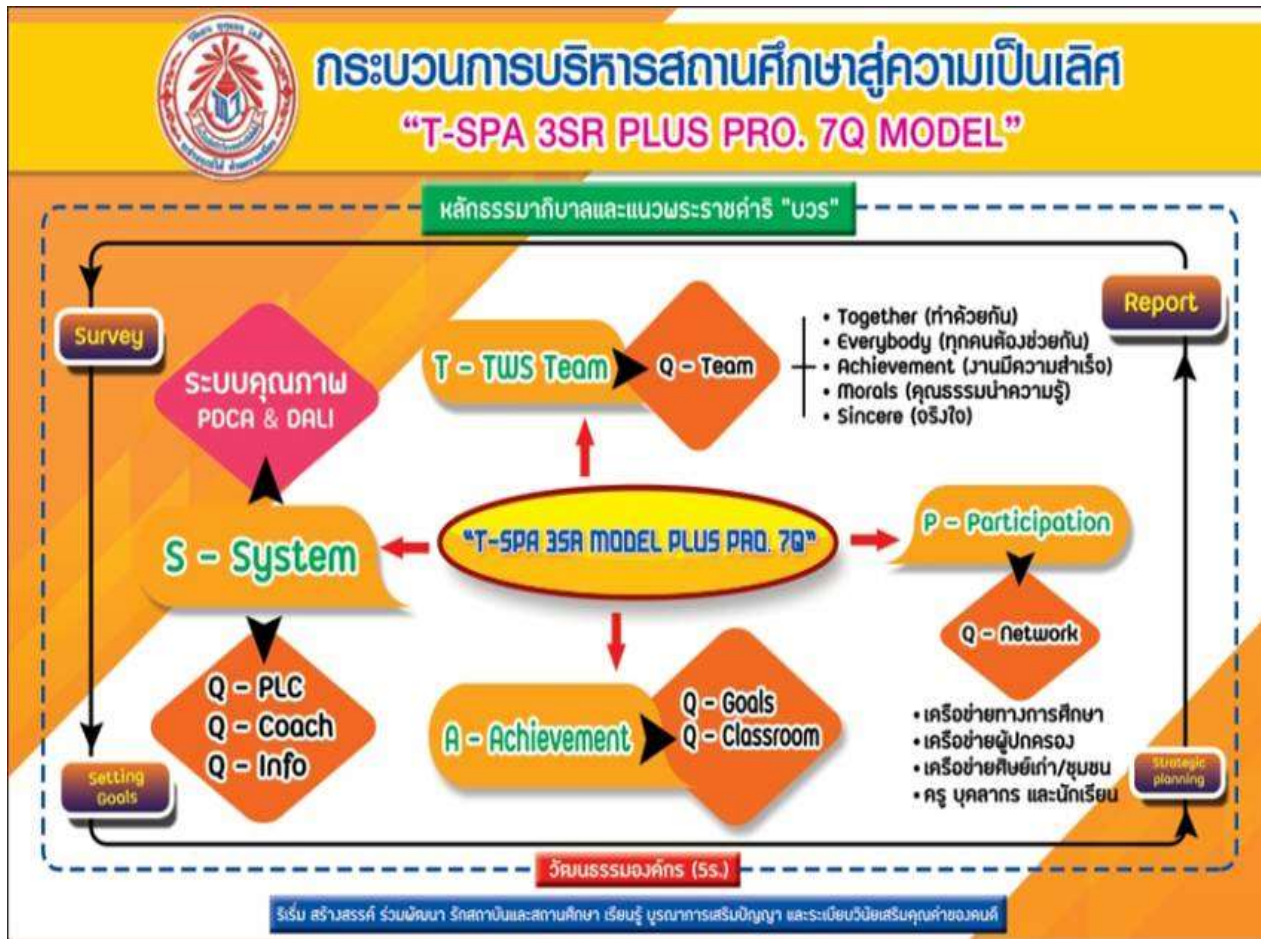 กระบวนการบริหารสถานศึกษาสู่ความเป็นเลิศ
“T-SPA 3SR PLUS PRO. 7Q MODEL”
หลักธรรมาภิบาลและแนวพระราชดำริ "บวร"
Survey
Report
ระบบคุณภาพ
PDCA & DALI
T - TWS Team
Q - Team
• Together (ทำด้วยกัน)
• Everybody (ทุกคนต้องช่วยกัน)
• Achievement (งานมีความสำเร็จ)
• Morals (คุณธรรมนำความรู้)
• Sincere (จริงใจ)
S - System
“T-SPA 3SR MODEL PLUS PRO. 7Q”
P - Participation
Q - Network
Q - PLC
Q - Coach
Q - Info
A - Achievement
Q - Goals
Q - Classroom
• เครือข่ายทางการศึกษา
• เครือข่ายผู้ปกครอง
• เครือข่ายศิษย์เก่า/ชุมชน
• ครู บุคลากร และนักเรียน
Setting
Goals
Strategic
planning
วัฒนธรรมองค์กร (5ร.)
ริเริ่ม สร้างสรรค์ ร่วมพัฒนา รักสถาบันและสถานศึกษา เรียนรู้ บูรณาการเสริมปัญญา และระเบียบวินัยเสริมคุณค่าของคนดี